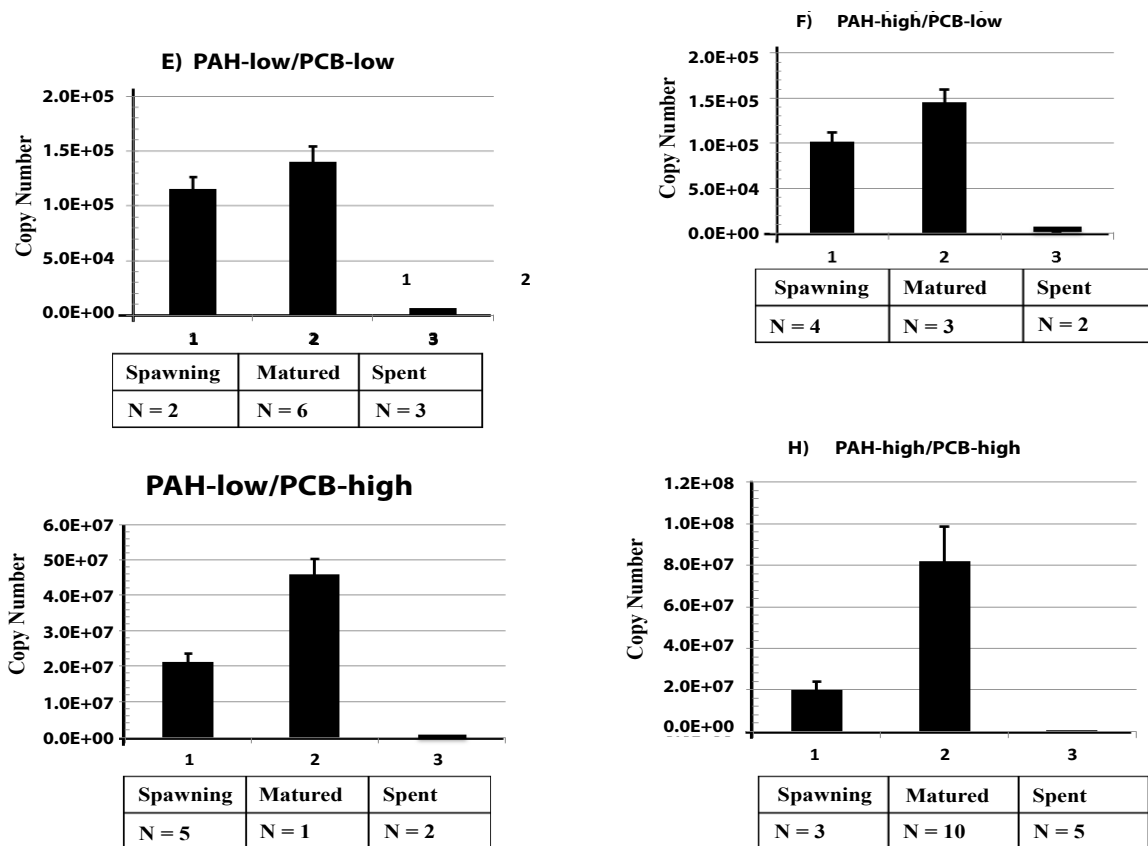 E) PAH-low/PCB-low
Copy Number
2.0E+05
1.5E+05
1.0E+05
5.0E+04
0.0E+00
1 2
1 2 3
Spawning Matured Spent
N = 2 N = 6 N = 3
F) PAH-high/PCB-low
Copy Number
2.0E+05
1.5E+05
1.0E+05
5.0E+04
0.0E+00
1 2 3
Spawning Matured Spent
N = 4 N = 3 N = 2
PAH-low/PCB-high
Copy Number
6.0E+07
50E+07
4.0E+07
3.0E+07
2.0E+07
1.0E+07
0.0E+00
1 2 3
Spawning Matured Spent
N = 5 N = 1 N = 2
H) PAH-high/PCB-high
Copy Number
1.2E+08
1.0E+08
8.0E+07
6.0E+07
4.0E+07
2.0E+07
0.0E+00
1 2 3
Spawning Matured Spent
N = 3 N = 10 N = 5